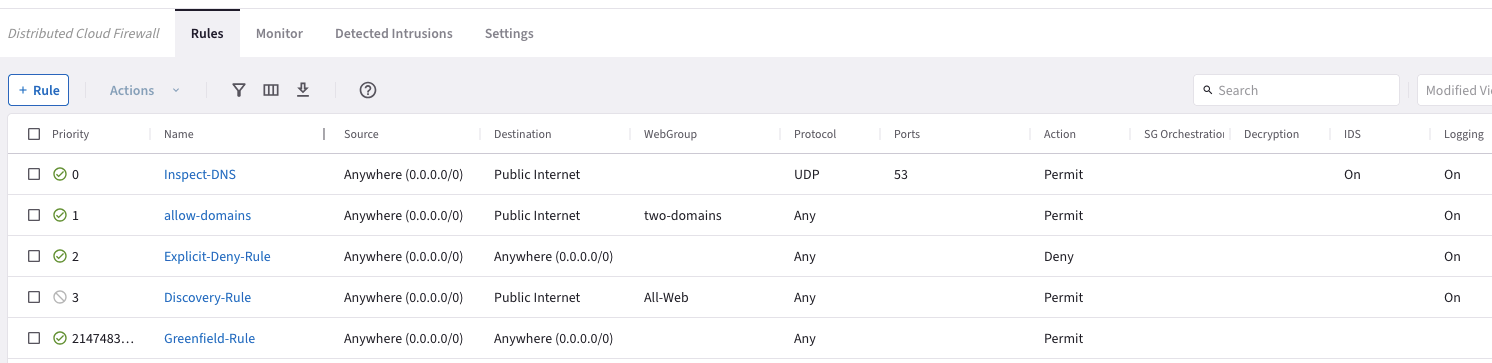 Distributed Cloud Firewall Rules Monitor Detected Intrusions Settings
+ Rule Actions Search Modified Vi
Priority Name Source Destination WebGroup Protocol Ports Action SG Orchestration Decryption IDS Logging
0 Inspect-DNS Anywhere (0.0.0.0/0) Public Internet UDP 53 Permit On On
1 allow-domains Anywhere (0.0.0.0/0) Public Internet two-domains Any Permit On
2 Explicit-Deny-Rule Anywhere (0.0.0.0/0) Anywhere (0.0.0.0/0) Any Deny On
3 Discovery-Rule Anywhere (0.0.0.0/0) Public Internet All-Web Any Permit On
2147483... Greenfield-Rule Anywhere (0.0.0.0/0) Anywhere (0.0.0.0/0) Any Permit